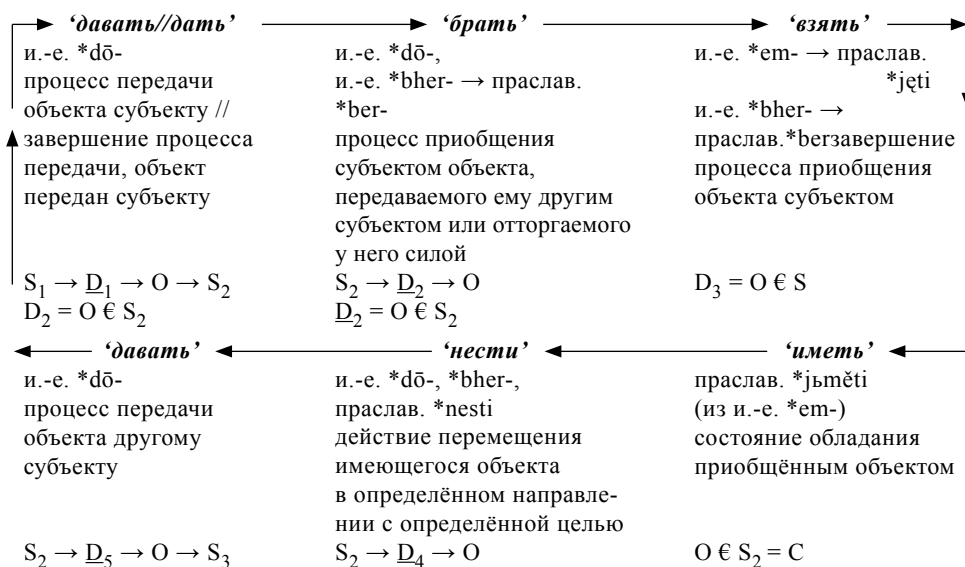 ‘давать//дать’ ‘брать’ ‘взять’
и.-е. *dō-
процесс передачи
объекта субъекту //
завершение процесса
передачи, объект
передан субъекту
S₁ → D₁ → O → S₂
D₂ = O € S₂
и.-е. *dō-,
и.-е. *bher- → праслав.
*ber-
процесс приобщения
субъектом объекта,
передаваемого ему другим
субъектом или отторгаемого
у него силой
S₂ → D₂ → O
D₂ = O € S₂
и.-е. *em- → праслав.
*jęti
и.-е. *bher- →
праслав.*berзавершение
процесса приобщения
объекта субъектом
D₃ = O € S
‘давать’ ‘нести’ ‘иметь’
и.-е. *dō-
процесс передачи
объекта другому
субъекту
S₂ → D₅ → O → S₃
и.-е. *dō-, *bher-,
праслав. *nesti
действие перемещения
имеющегося объекта
в определённом направле-
нии с определённой целью
S₂ → D₄ → O
праслав. *jьměti
(из и.-е. *em-)
состояние обладания
приобщённым объектом
O € S₂ = C